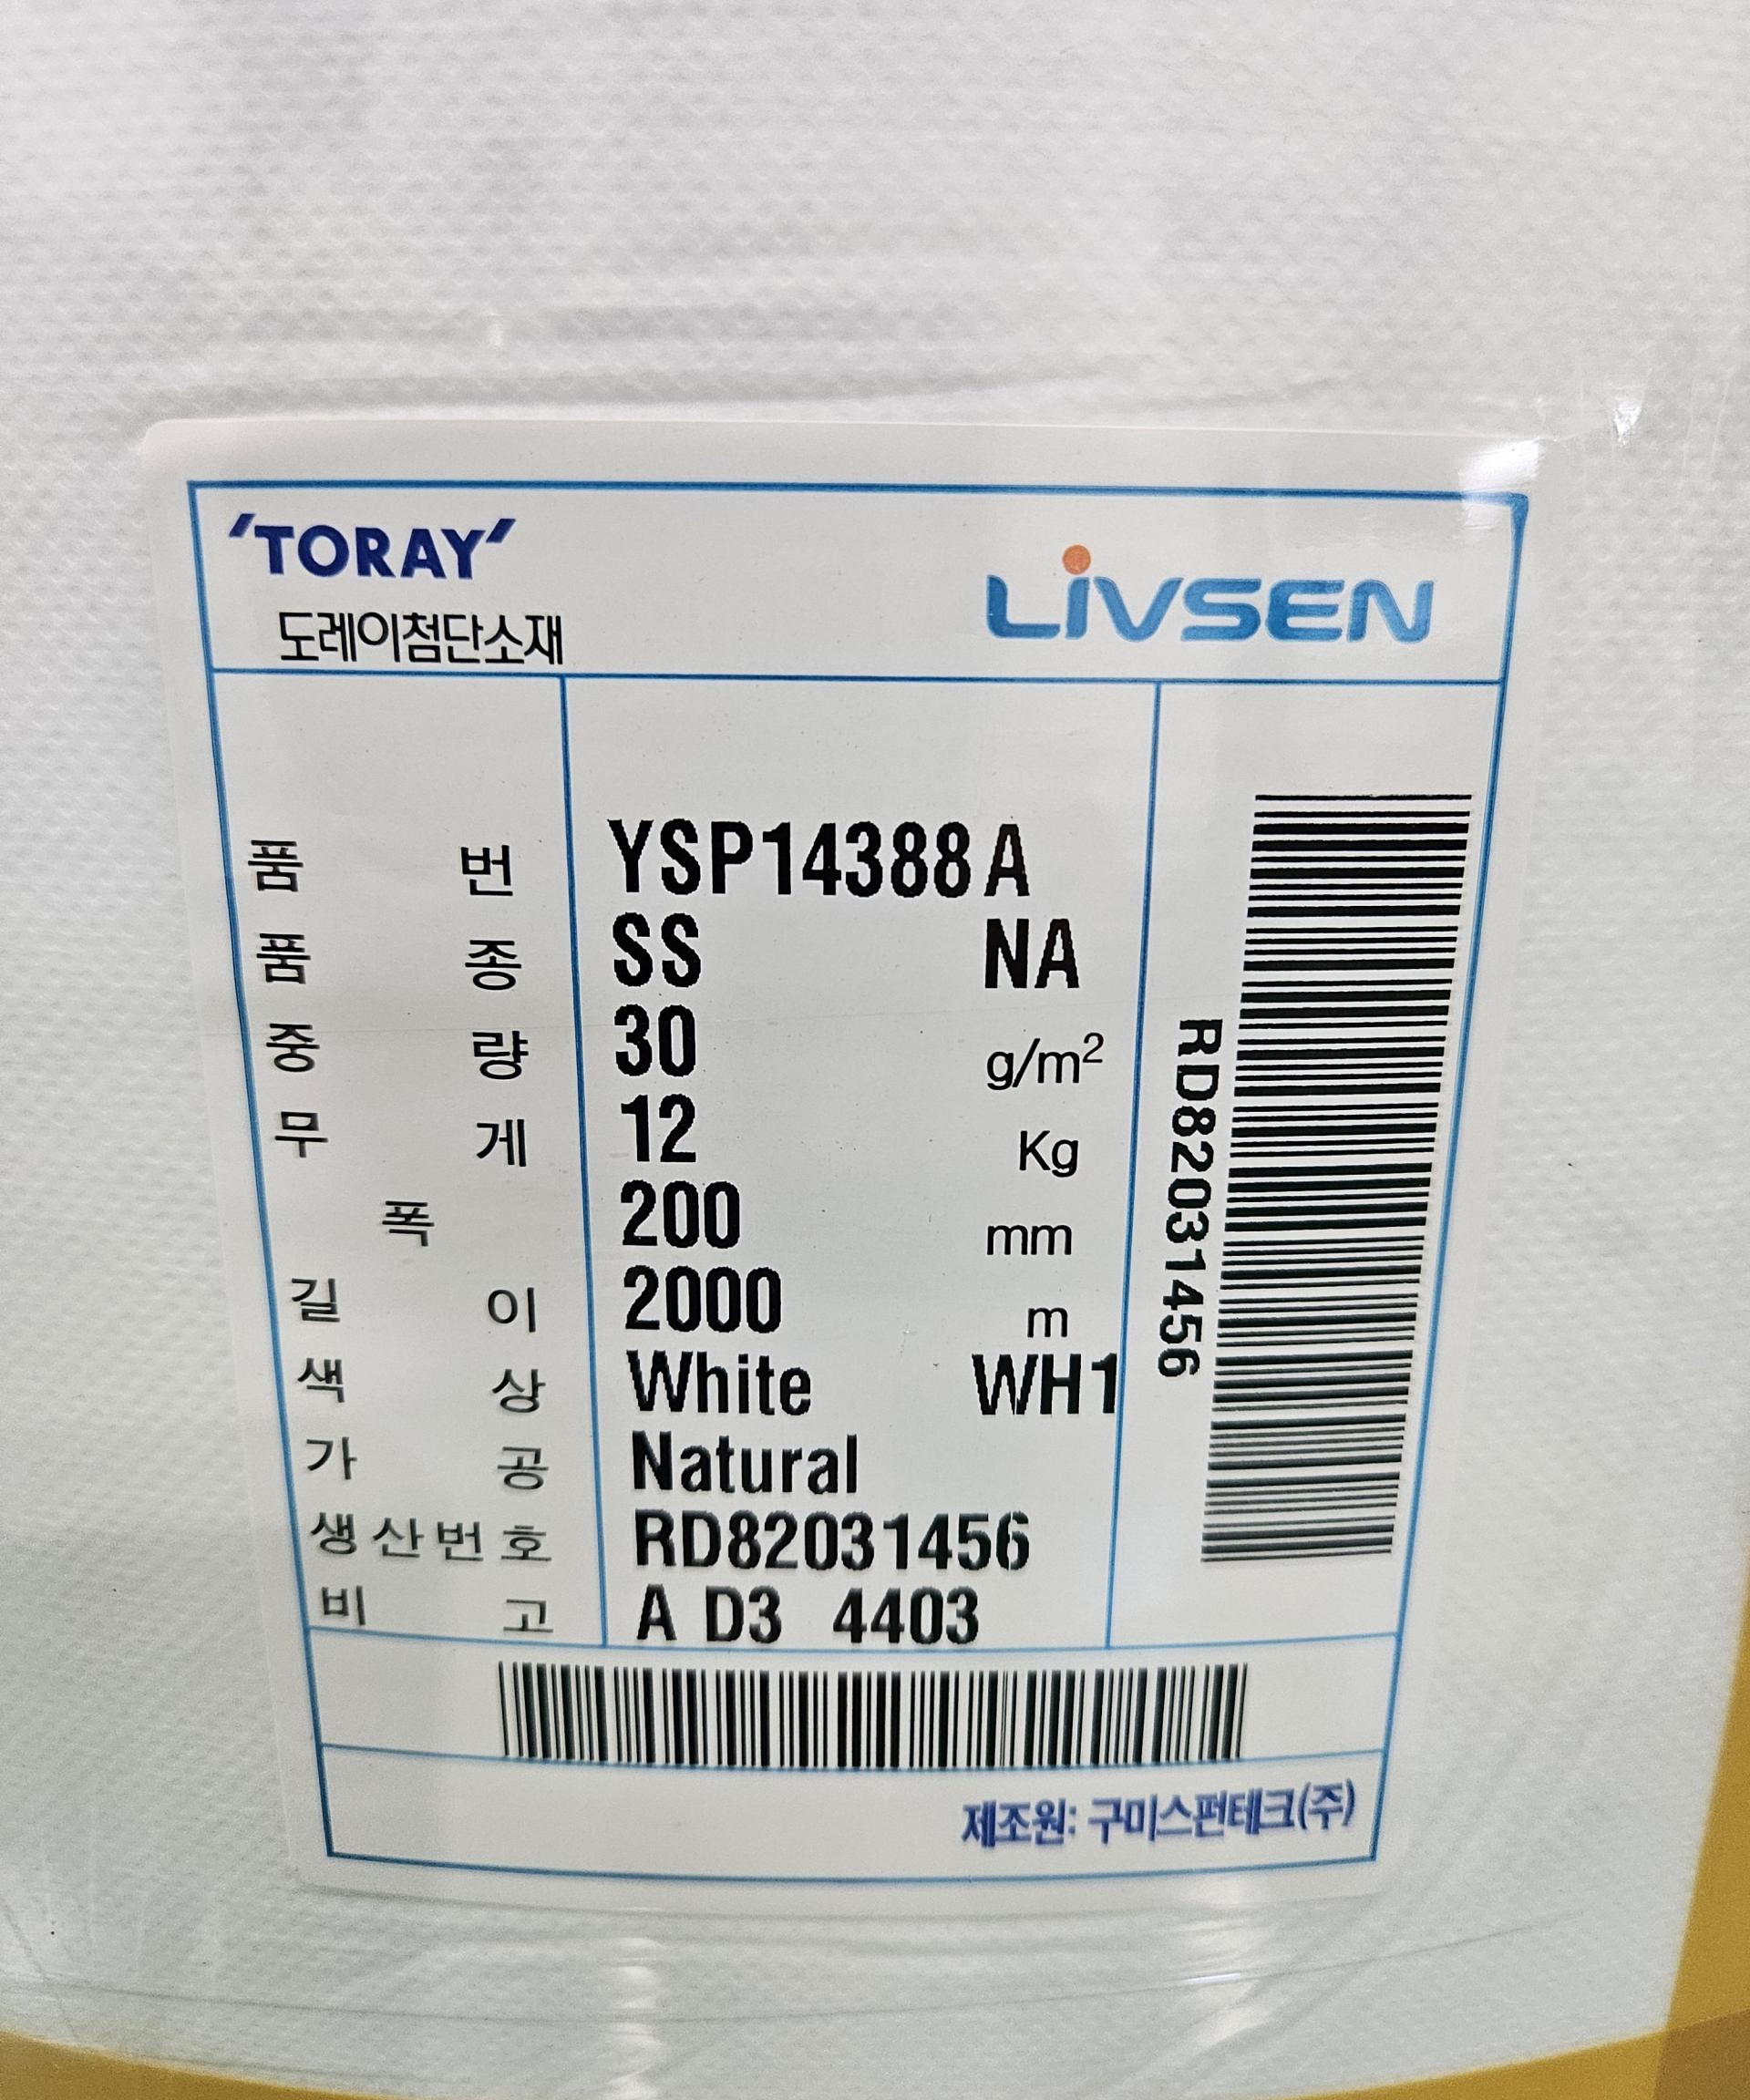 'TORAY'
도레이첨단소재
LiVSEN
품 번 YSP14388A
품 종 SS NA
중 량 30 g/m²
무 게 12 Kg
폭 200 mm
길 이 2000 m
색 상 White WH1
가 공 Natural
생산번호 RD82031456
비 고 A D3 4403
RD82031456
제조원: 구미스펀테크(주)